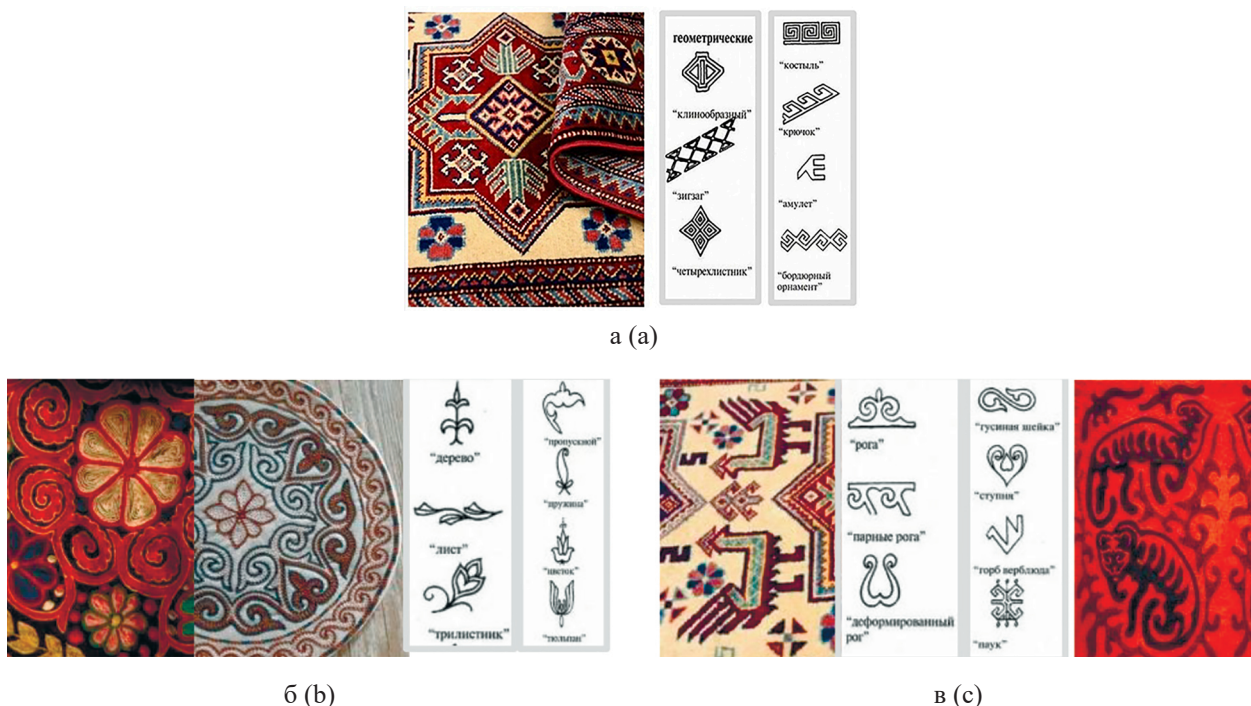 геометрические
“клинообразный”
“зигзаг”
“четырехлистник”
“костыль”
“крючок”
“амулет”
“бордюрный
орнамент”
а (a)
“дерево”
“лист”
“трилистник”
“пропускной”
“пружина”
“цветок”
“тюльпан”
“рога”
“парные рога”
“деформированный
рог”
“гусиная шейка”
“ступня”
“горб верблюда”
“паук”
б (b)
в (c)